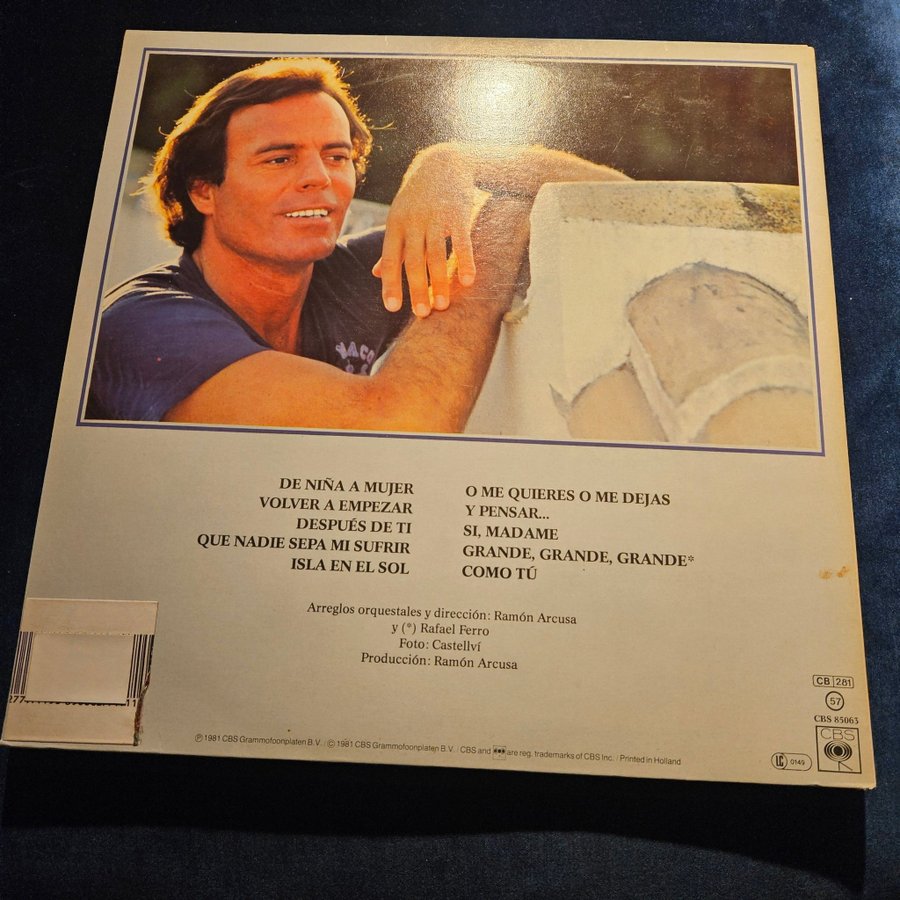 DE NIÑA A MUJER
VOLVER A EMPEZAR
DESPUÉS DE TI
QUE NADIE SEPA MI SUFRIR
ISLA EN EL SOL
O ME QUIERES O ME DEJAS
Y PENSAR...
SI, MADAME
GRANDE, GRANDE, GRANDE*
COMO TÚ
Arreglos orquestales y dirección: Ramón Arcusa
y (*) Rafael Ferro
Foto: Castellví
Producción: Ramón Arcusa
CB 281
57
CBS 85063
CBS
LC 0149
11
℗ 1981 CBS Grammofoonplaten B.V. / © 1981 CBS Grammofoonplaten B.V. / CBS and are reg. trademarks of CBS Inc. / Printed in Holland